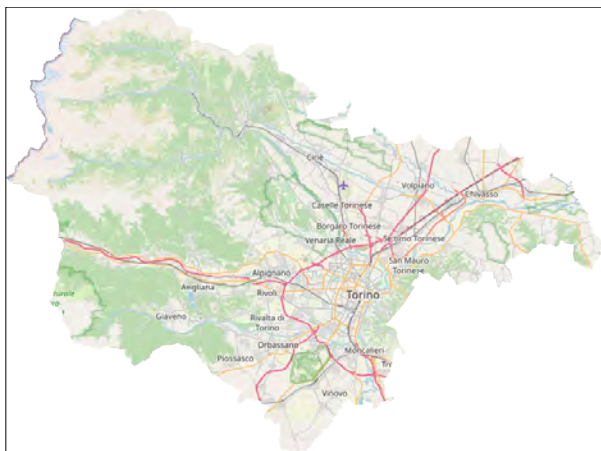 Ciriè
Volpiano
Chivasso
Caselle Torinese
Borgaro Torinese
Venaria Reale
Settimo Torinese
San Mauro
Torinese
Alpignano
Avigliana
Rivoli
Torino
Giaveno
Rivalta di
Torino
Orbassano
Moncalieri
Piossasco
Vinovo